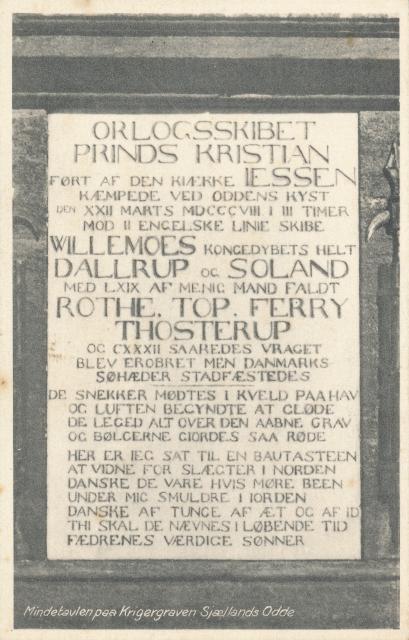 ORLOGSSKIBET
PRINDS KRISTIAN
FØRT AF DEN KIÆKKE IESSEN
KÆMPEDE VED ODDENS KYST
DEN XXII MARTS MDCCCVIII I III TIMER
MOD II ENGELSKE LINIE SKIBE
WILLEMOES KONGEDYBETS HELT
DALLRUP OG SOLAND
MED LXIX AF MENIG MAND FALDT
ROTHE. TOP. FERRY
THOSTERUP
OG CXXXII SAAREDES VRAGET
BLEV EROBRET MEN DANMARKS
SØHÆDER STADFÆSTEDES
DE SNEKKER MØDTES I KVELD PAA HAV
OG LUFTEN BEGYNDTE AT GLØDE
DE LEGED ALT OVER DEN AABNE GRAV
OG BØLGERNE GIORDES SAA RØDE
HER ER IEG SAT TIL EN BAUTASTEEN
AT VIDNE FOR SLÆGTER I NORDEN
DANSKE DE VARE HVIS MØRE BEEN
UNDER MIG SMULDRE I IORDEN
DANSKE AF TUNGE AF ÆT OG AF ID
THI SKAL DE NÆVNES I LØBENDE TID
FÆDRENES VÆRDIGE SØNNER
Mindetavlen paa Krigergraven Sjællands Odde